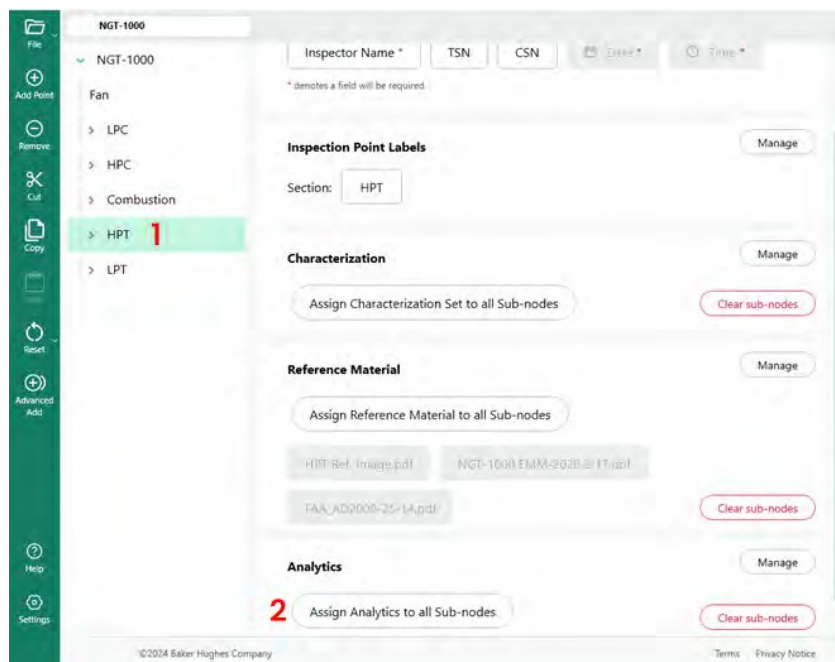 NGT-1000
File
Add Point
Remove
Cut
Copy
Reset
Advanced
Add
Help
Settings
NGT-1000
Fan
LPC
HPC
Combustion
HPT 1
LPT
Inspector Name * TSN CSN Date * Time *
* denotes a field will be required.
Inspection Point Labels Manage
Section: HPT
Characterization Manage
Assign Characterization Set to all Sub-nodes Clear sub-nodes
Reference Material Manage
Assign Reference Material to all Sub-nodes
HPT Ref. Image.pdf
FAA_AD2000-25-14.pdf Clear sub-nodes
Analytics Manage
2 Assign Analytics to all Sub-nodes Clear sub-nodes
©2024 Baker Hughes Company Terms Privacy Notice